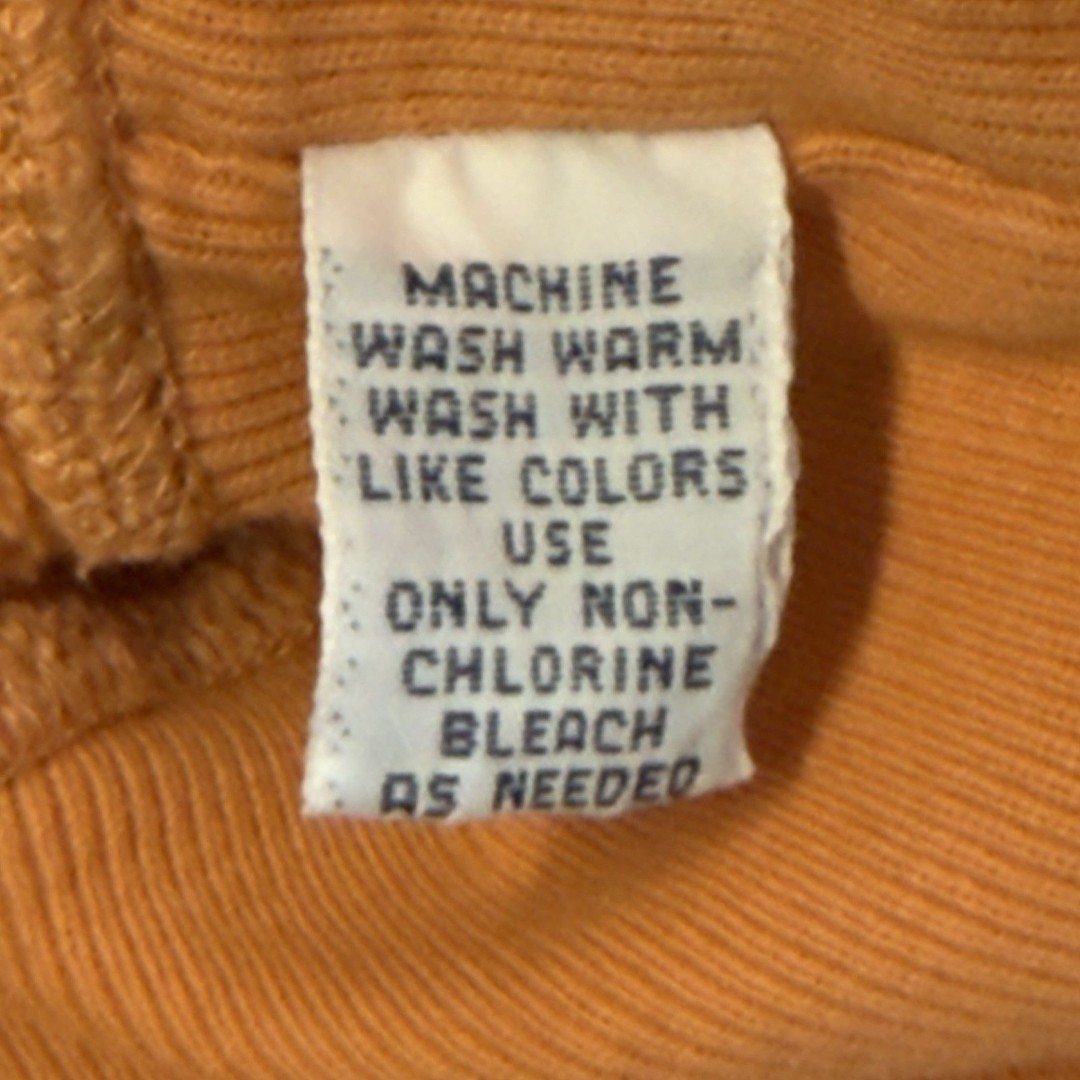 MACHINE
WASH WARM
WASH WITH
LIKE COLORS
USE
ONLY NON-
CHLORINE
BLEACH
AS NEEDED